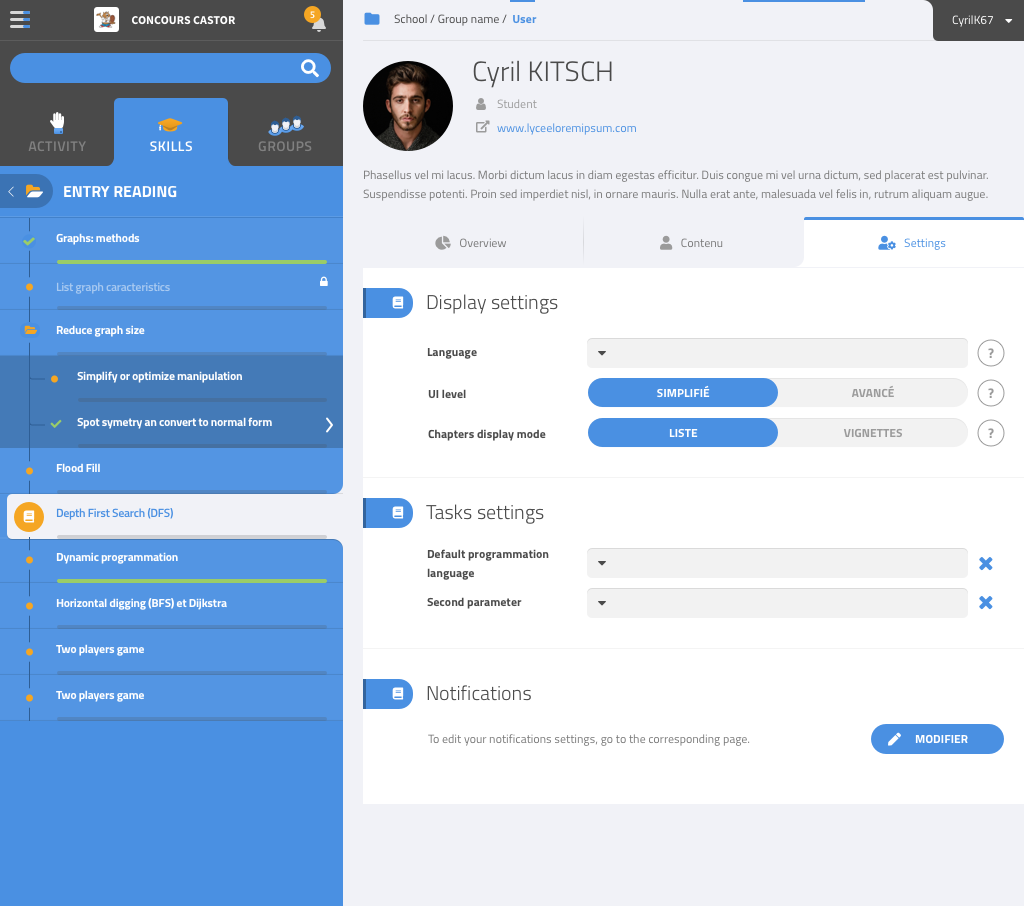 CONCOURS CASTOR
5
School / Group name / User
CyrilK67
ACTIVITY
SKILLS
GROUPS
Cyril KITSCH
Student
www.lyceeloremipsum.com
Phasellus vel mi lacus. Morbi dictum lacus in diam egestas efficitur. Duis congue mi vel urna dictum, sed placerat est pulvinar.
Suspendisse potenti. Proin sed imperdiet nisl, in ornare mauris. Nulla erat ante, malesuada vel felis in, rutrum aliquam augue.
ENTRY READING
Graphs: methods
List graph caracteristics
Reduce graph size
Simplify or optimize manipulation
Spot symetry an convert to normal form
Flood Fill
Depth First Search (DFS)
Dynamic programmation
Horizontal digging (BFS) et Dijkstra
Two players game
Two players game
Overview
Contenu
Settings
Display settings
Language
?
UI level
SIMPLIFIÉ
AVANCÉ
?
Chapters display mode
LISTE
VIGNETTES
?
Tasks settings
Default programmation
language
Second parameter
Notifications
To edit your notifications settings, go to the corresponding page.
MODIFIER